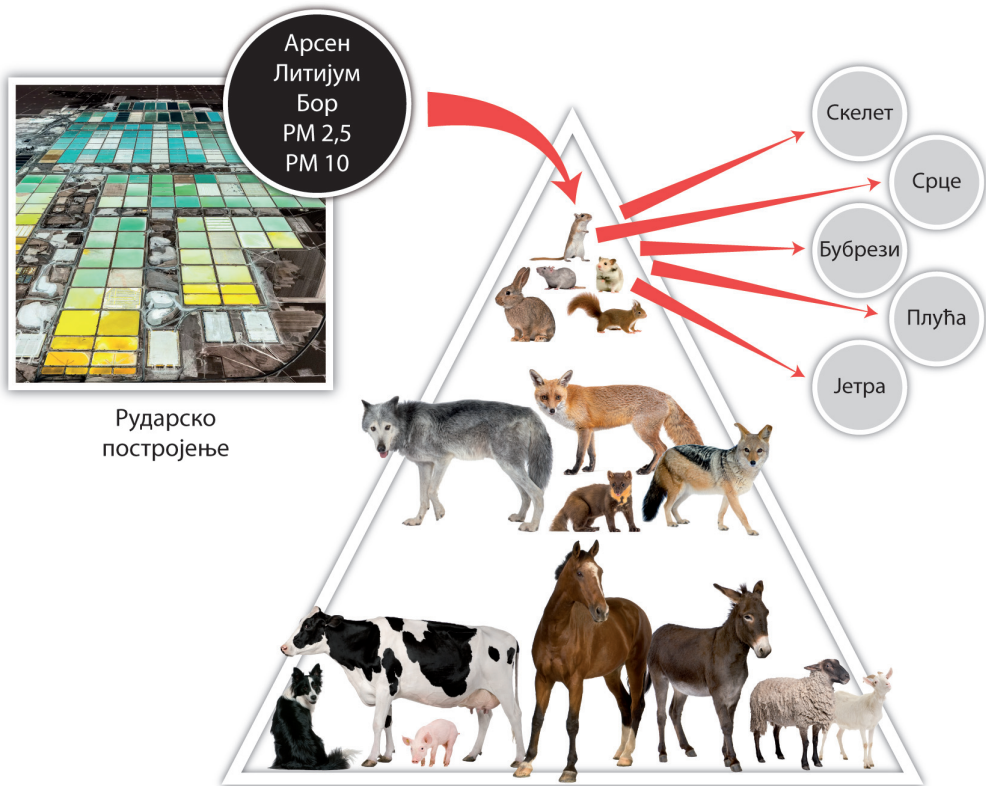 Арсен
Литијум
Бор
PM 2,5
PM 10
Рударско
постројење
Скелет
Срце
Бубрези
Плућа
Јетра